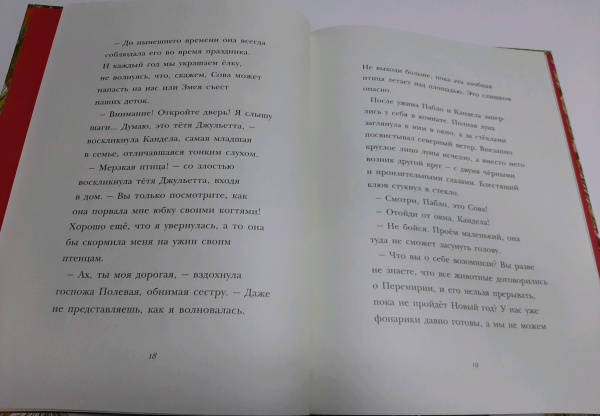 — До нынешнего времени она всегда
соблюдала его во время праздника.
И каждый год мы украшаем ёлку,
не волнуясь, что, скажем, Сова может
напасть на нас или Змея съест
наших деток.
— Внимание! Откройте дверь! Я слышу
шаги... Думаю, это тётя Джульетта, —
воскликнула Кандела, самая младшая
в семье, отличавшаяся тонким слухом.
— Мерзкая птица! — со злостью
воскликнула тётя Джульетта, входя
в дом. — Вы только посмотрите, как
она порвала мне юбку своими когтями!
Хорошо ещё, что я увернулась, а то она
бы скормила меня на ужин своим
птенцам.
— Ах, ты моя дорогая, — вздохнула
госпожа Полевая, обнимая сестру. — Даже
не представляешь, как я волновалась.
18
Не выходи больше, пока эта злобная
птица летает над площадью. Это слишком
опасно.
После ужина Пабло и Кандела запер-
лись у себя в комнате. Полная луна
заглянула к ним в окно, а за стёклами
посвистывал северный ветер. Внезапно
круглое лицо луны исчезло, а вместо него
возник другой круг — с двумя чёрными
и пронзительными глазами. Блестящий
клюв стукнул в стекло.
— Смотри, Пабло, это Сова!
— Отойди от окна, Кандела!
— Не бойся. Проём маленький, она
туда не сможет засунуть голову.
— Что вы о себе возомнили? Вы разве
не знаете, что все животные договорились
о Перемирии, и его нельзя прерывать,
пока не пройдёт Новый год? У нас уже
фонарики давно готовы, а мы не можем
19